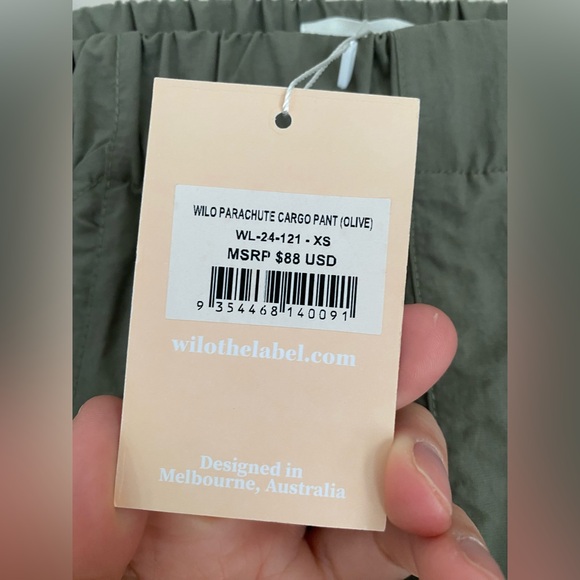 WILO PARACHUTE CARGO PANT (OLIVE)
WL-24-121 - XS
MSRP $88 USD
9 354468 140091
wilothelabel.com
Designed in
Melbourne, Australia